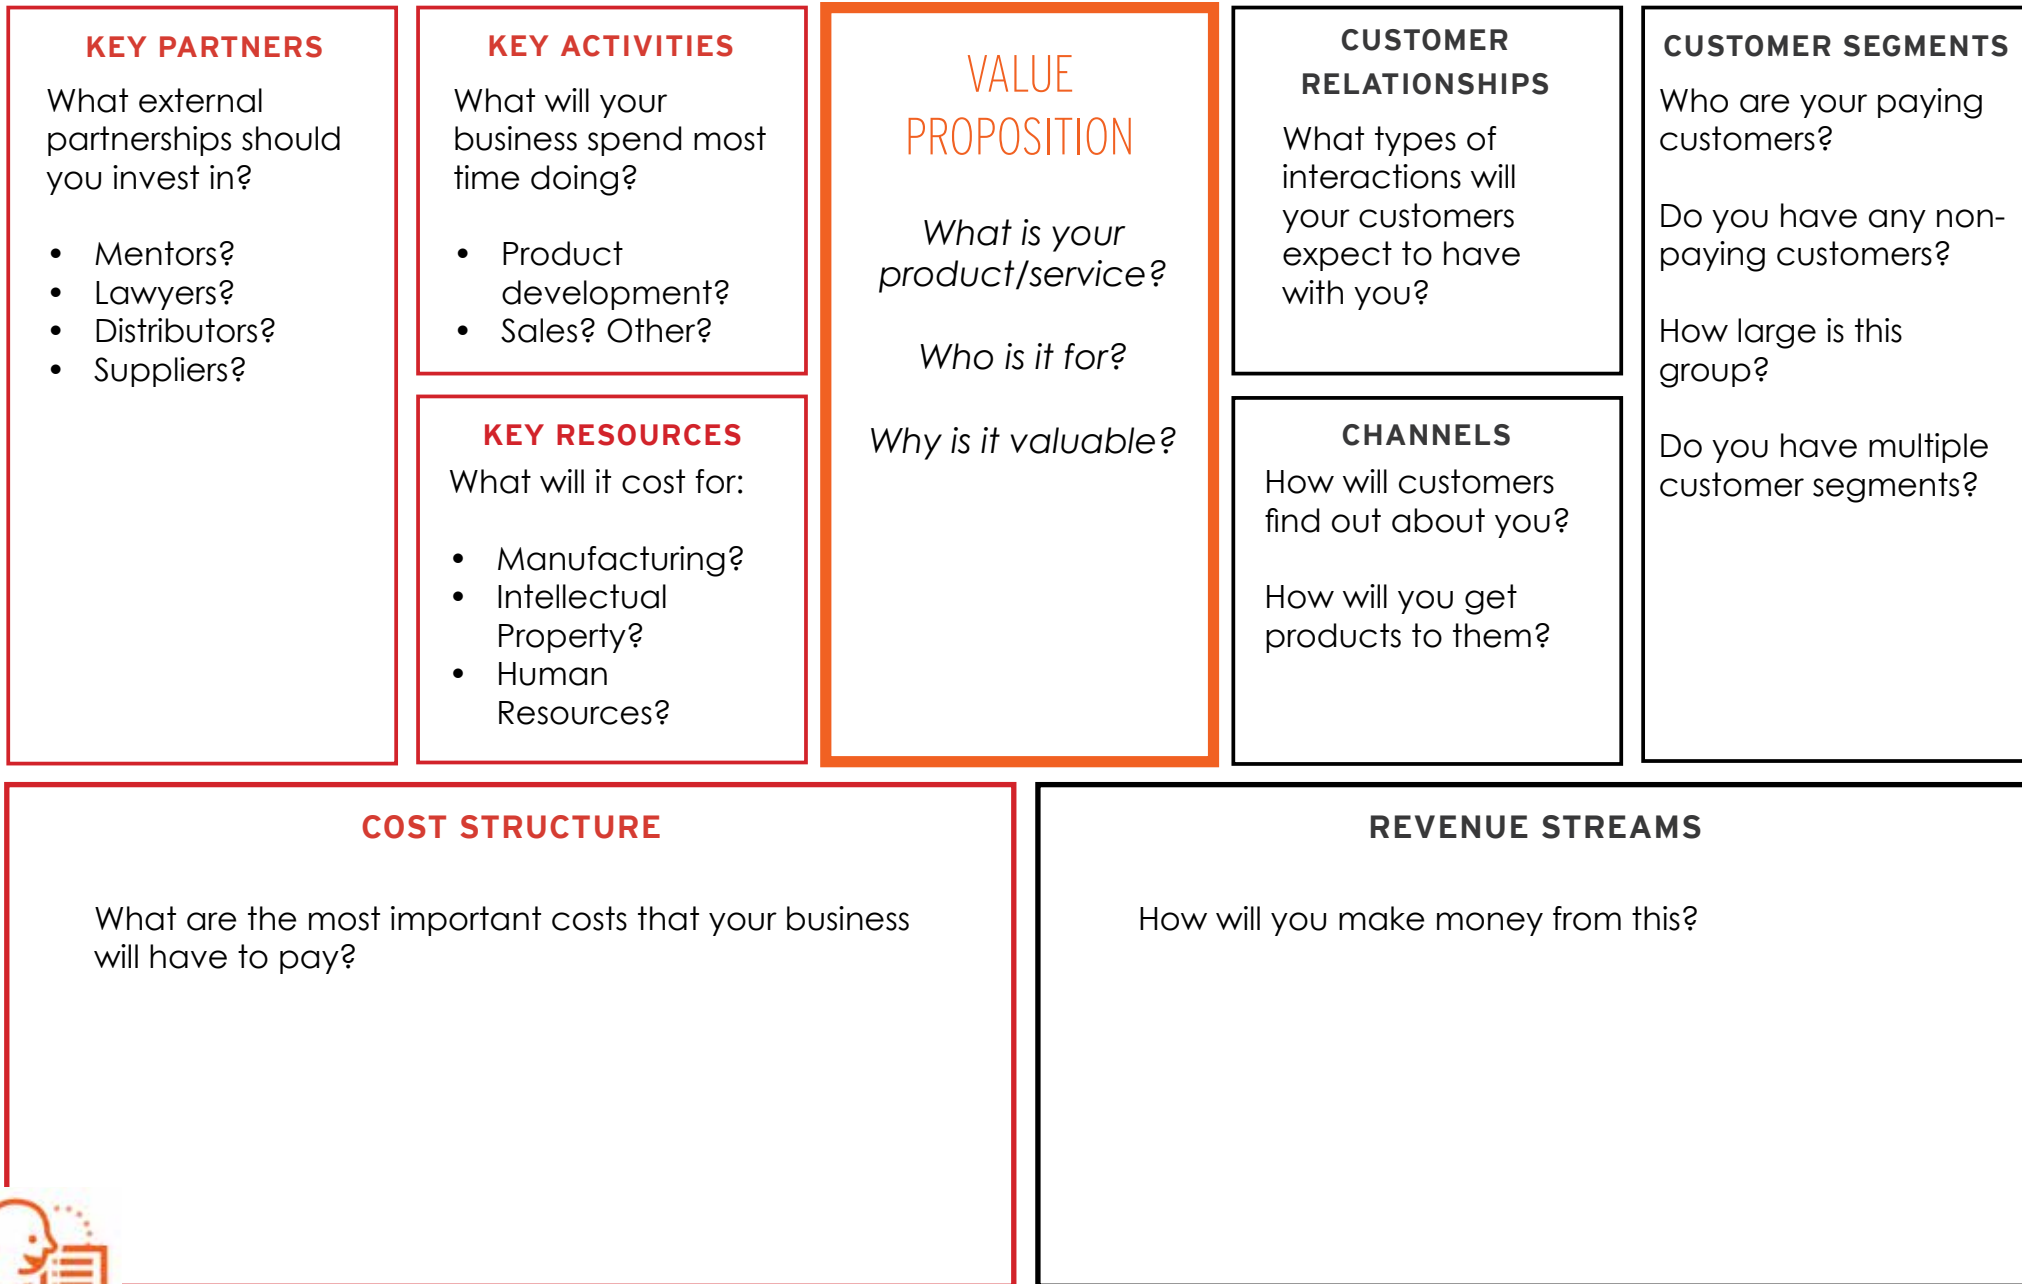 KEY PARTNERS
What external
partnerships should
you invest in?
• Mentors?
• Lawyers?
• Distributors?
• Suppliers?
KEY ACTIVITIES
What will your
business spend most
time doing?
• Product
development?
• Sales? Other?
KEY RESOURCES
What will it cost for:
• Manufacturing?
• Intellectual
Property?
• Human
Resources?
VALUE
PROPOSITION
What is your
product/service?
Who is it for?
Why is it valuable?
CUSTOMER
RELATIONSHIPS
What types of
interactions will
your customers
expect to have
with you?
CHANNELS
How will customers
find out about you?
How will you get
products to them?
CUSTOMER SEGMENTS
Who are your paying
customers?
Do you have any non-
paying customers?
How large is this
group?
Do you have multiple
customer segments?
COST STRUCTURE
What are the most important costs that your business
will have to pay?
REVENUE STREAMS
How will you make money from this?